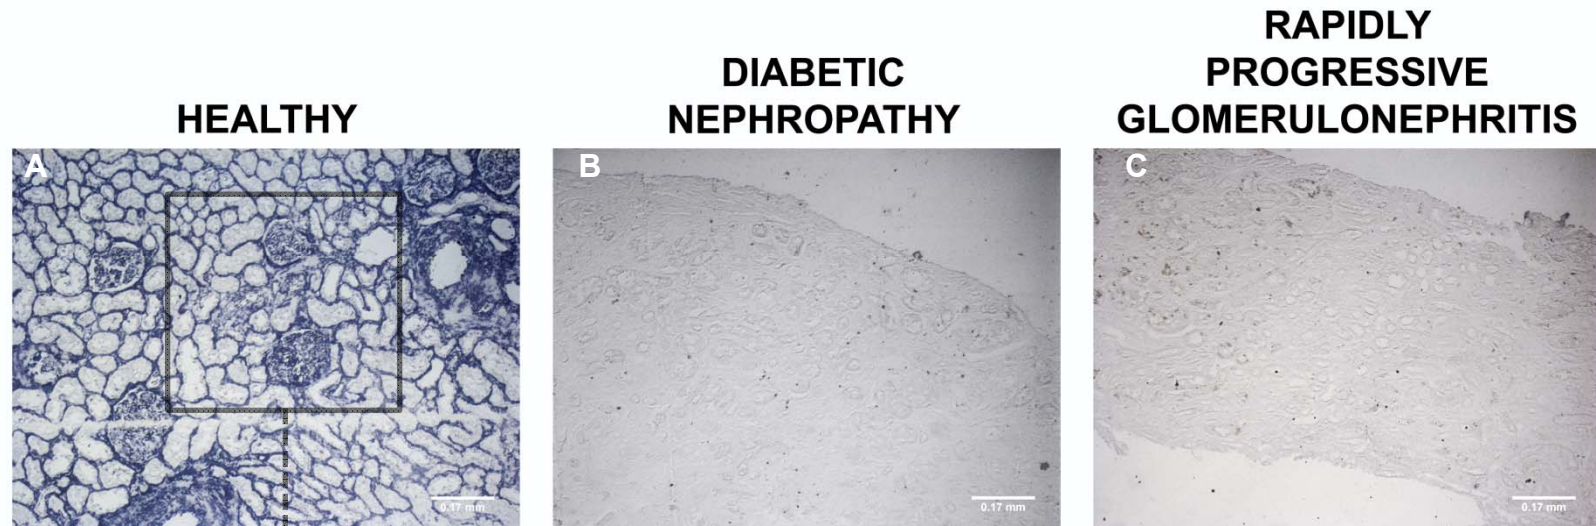 HEALTHY
DIABETIC
NEPHROPATHY
RAPIDLY
PROGRESSIVE
GLOMERULONEPHRITIS
A
B
C
0.17 mm
0.17 mm
0.17 mm